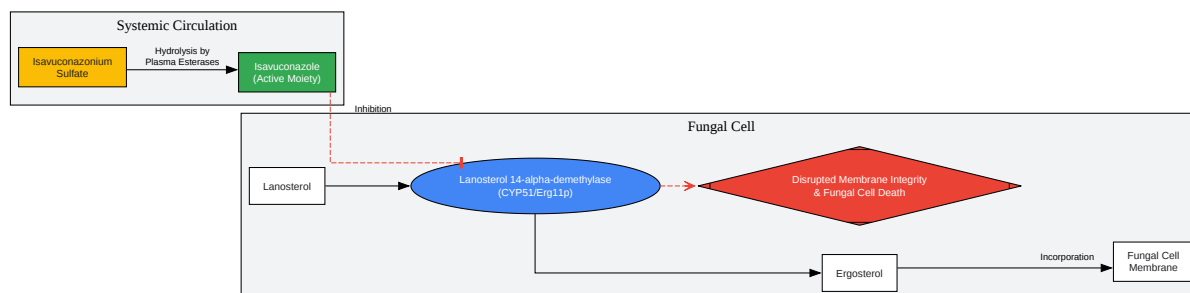 Systemic Circulation
Isavuconazonium
Sulfate
Hydrolysis by
Plasma Esterases
Isavuconazole
(Active Moiety)
Inhibition
Fungal Cell
Lanosterol
Lanosterol 14-alpha-demethylase
(CYP51/Erg11p)
Disrupted Membrane Integrity
& Fungal Cell Death
Ergosterol
Incorporation
Fungal Cell
Membrane